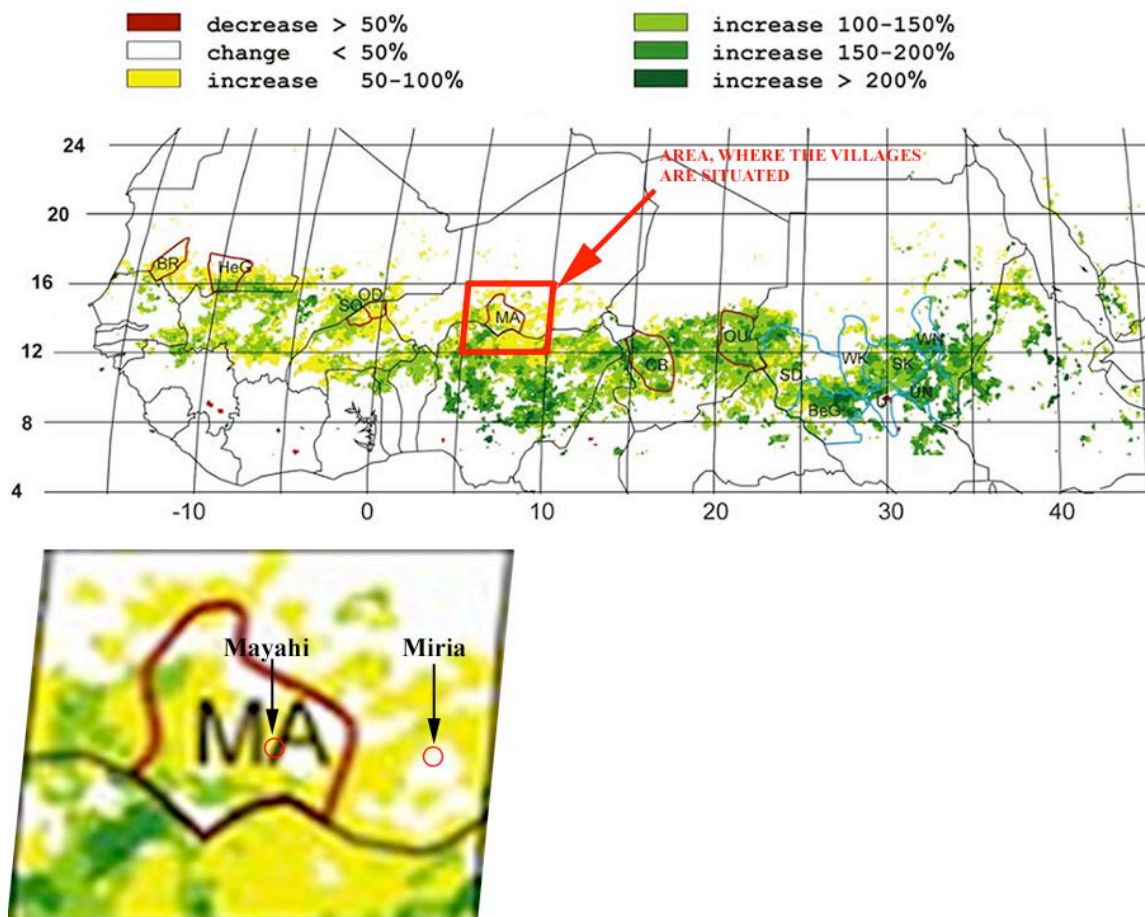 decrease > 50%
change < 50%
increase 50-100%
increase 100-150%
increase 150-200%
increase > 200%
AREA, WHERE THE VILLAGES
ARE SITUATED
24
20
16
12
8
4
BR
HeG
OD
SO
MA
CB
OU
SD
WK
WN
SK
BeG
UN
-10
0
10
20
30
40
Mayahi
Miria
MA